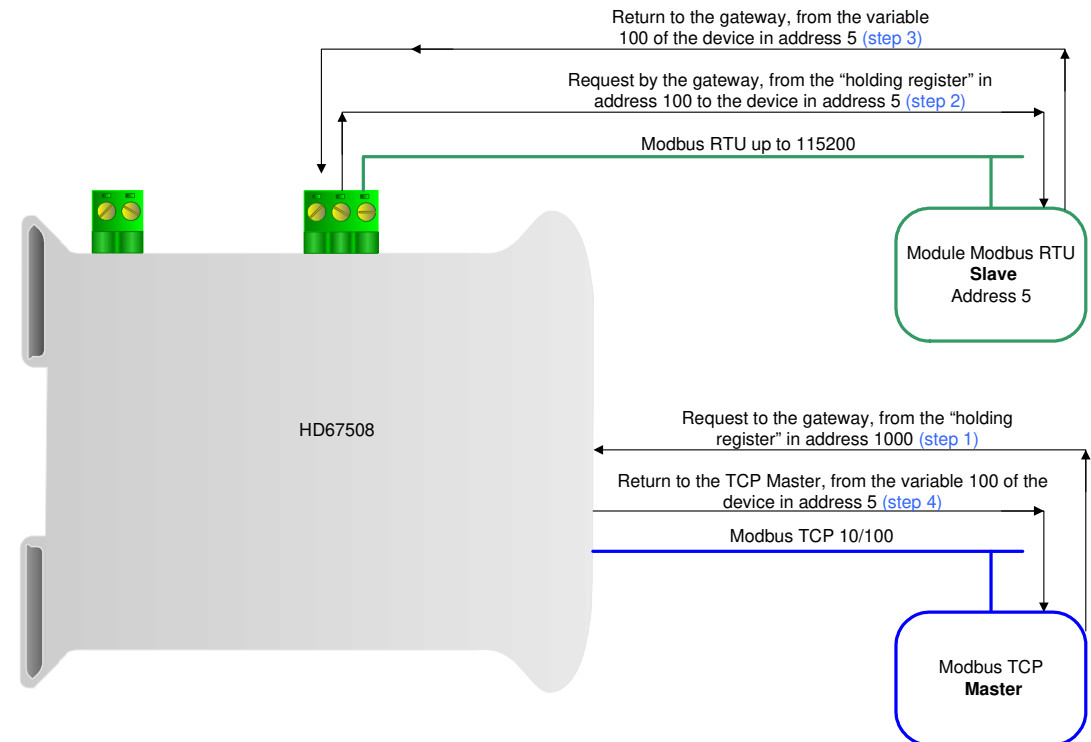 Return to the gateway, from the variable
100 of the device in address 5 (step 3)
Request by the gateway, from the “holding register” in
address 100 to the device in address 5 (step 2)
Modbus RTU up to 115200
Module Modbus RTU
Slave
Address 5
HD67508
Request to the gateway, from the “holding
register” in address 1000 (step 1)
Return to the TCP Master, from the variable 100 of the
device in address 5 (step 4)
Modbus TCP 10/100
Modbus TCP
Master